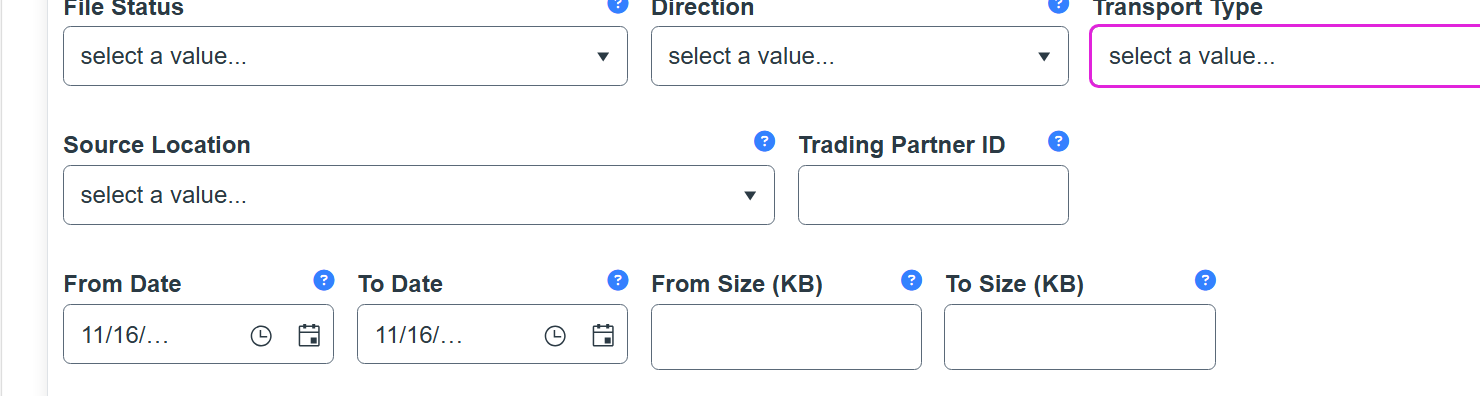 File Status ? Direction ? Transport Type
select a value... select a value... select a value...
Source Location ? Trading Partner ID ?
select a value...
From Date ? To Date ? From Size (KB) ? To Size (KB) ?
11/16/... 11/16/...